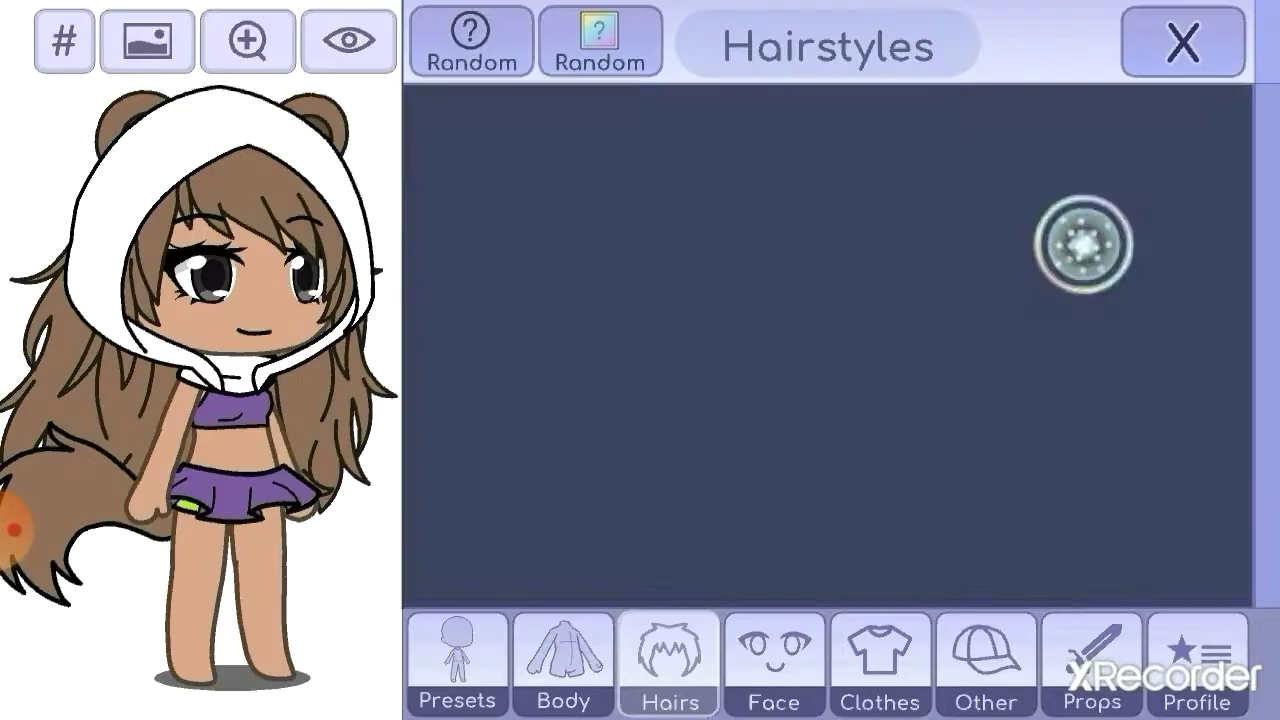 #
? Random
? Random
Hairstyles
X
Presets
Body
Hairs
Face
Clothes
Other
Props
Profile
XRecorder